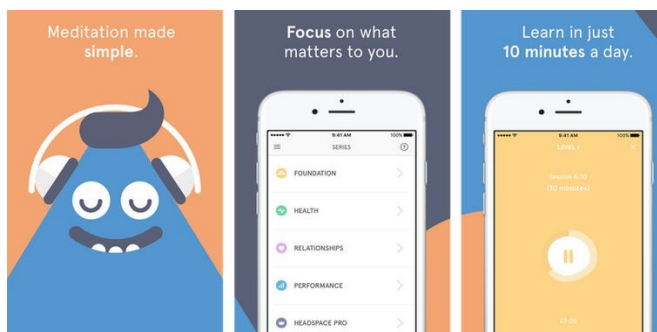 Meditation made
simple.
Focus on what
matters to you.
9:41 AM 100%
SERIES
FOUNDATION
HEALTH
RELATIONSHIPS
PERFORMANCE
HEADSPACE PRO
Learn in just
10 minutes a day.
9:41 AM 100%
LEVEL 1
Session 6/10
(10 minutes)